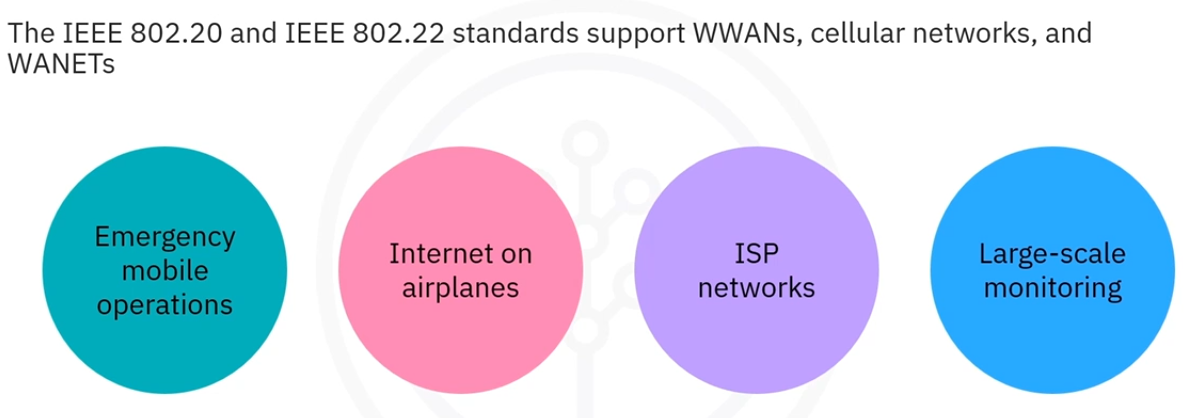 The IEEE 802.20 and IEEE 802.22 standards support WWANs, cellular networks, and
WANETs
Emergency
mobile
operations
Internet on
airplanes
ISP
networks
Large-scale
monitoring